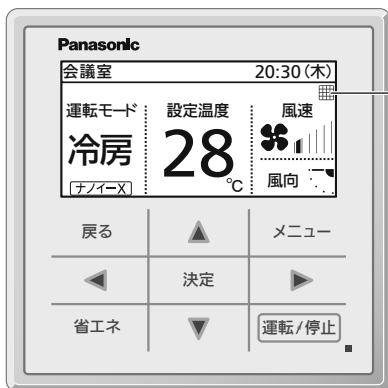 Panasonic
会議室 20:30(木)
運転モード 設定温度 風速
冷房 28℃
ナノイーX 風向
戻る メニュー
決定
省エネ 運転/停止